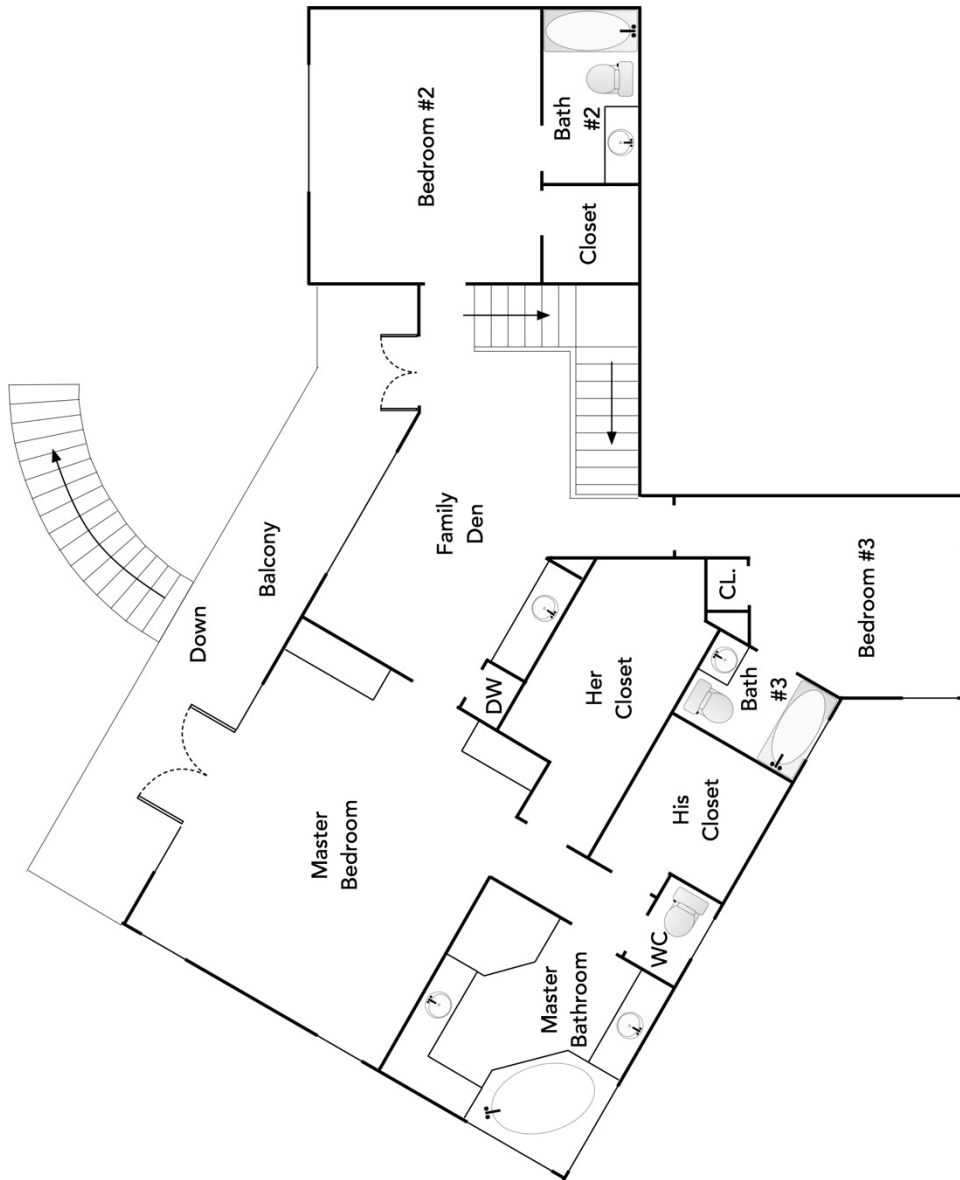 Bedroom #2
Bath
#2
Closet
Family
Den
Balcony
Down
DW
Her
Closet
CL.
Bedroom #3
Bath
#3
His
Closet
Master
Bedroom
WC
Master
Bathroom